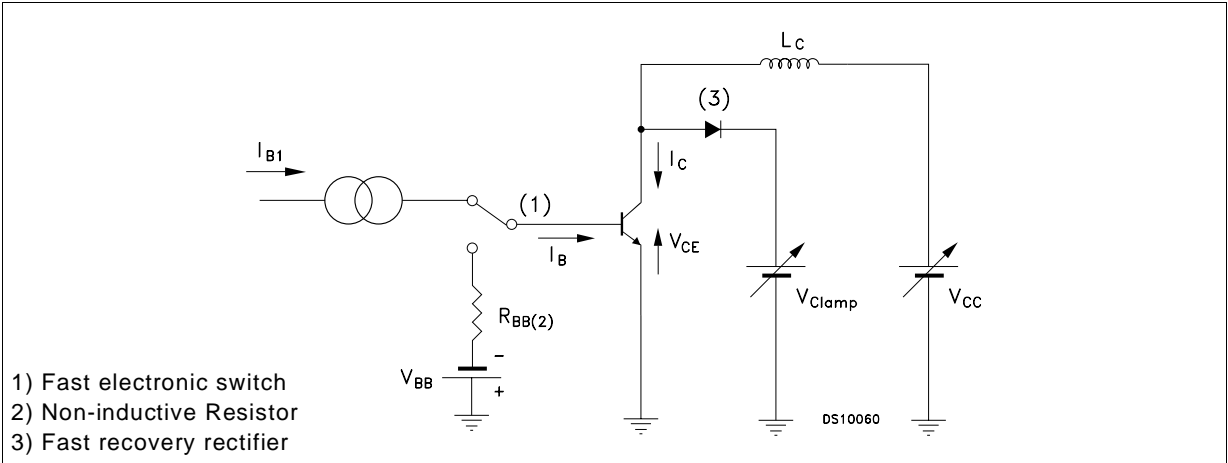 L_C
(3)
I_B1
I_C
(1)
V_CE
I_B
V_Clamp
V_CC
R_BB(2)
−
V_BB
+
1) Fast electronic switch
2) Non-inductive Resistor
3) Fast recovery rectifier
DS10060